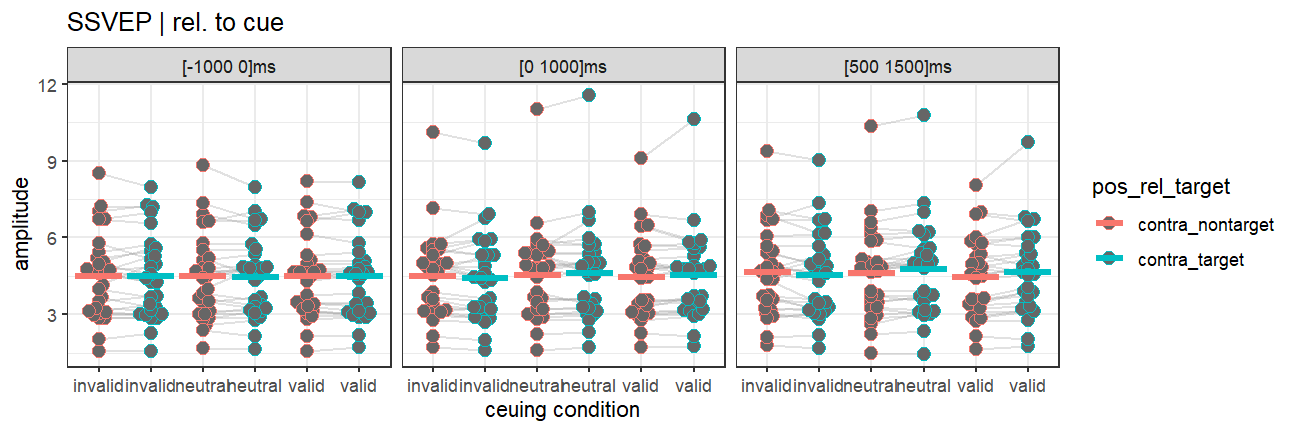 SSVEP | rel. to cue
[-1000 0]ms
[0 1000]ms
[500 1500]ms
12
9
6
3
amplitude
invalid invalid neutral neutral valid valid
invalid invalid neutral neutral valid valid
invalid invalid neutral neutral valid valid
ceuing condition
pos_rel_target
contra_nontarget
contra_target